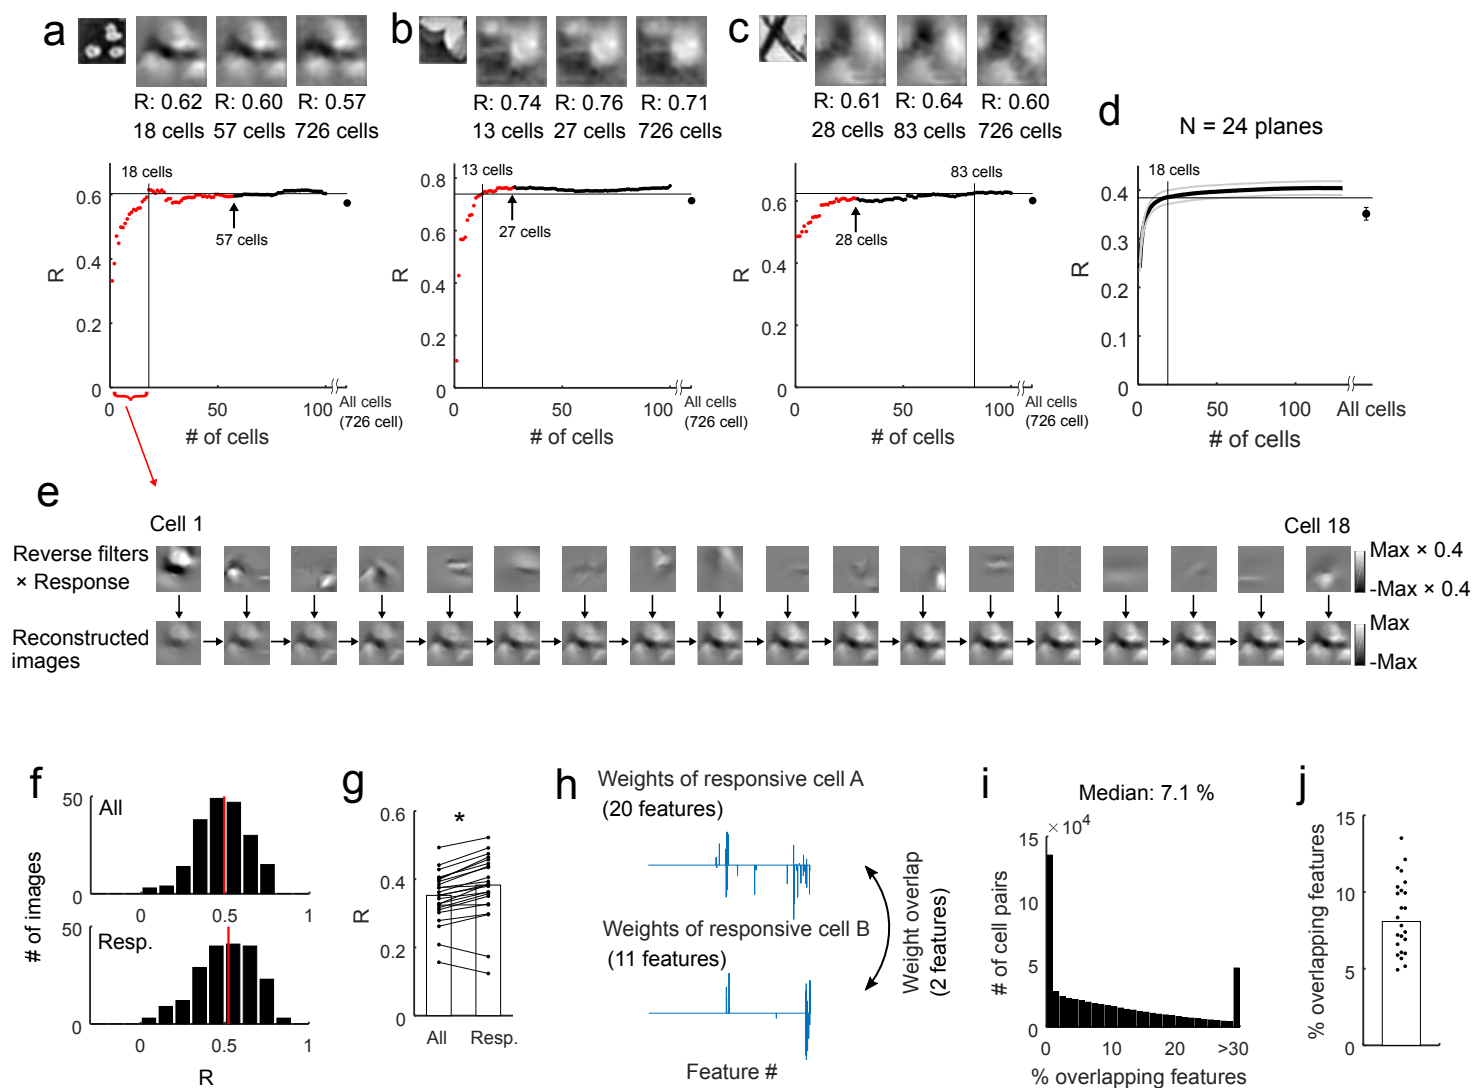 a
R: 0.62 R: 0.60 R: 0.57
18 cells 57 cells 726 cells
18 cells
57 cells
R
0.6
0.4
0.2
0
0 50 100 All cells
(726 cell)
# of cells
b
R: 0.74 R: 0.76 R: 0.71
13 cells 27 cells 726 cells
13 cells
27 cells
R
0.8
0.6
0.4
0.2
0
0 50 100 All cells
(726 cell)
# of cells
c
R: 0.61 R: 0.64 R: 0.60
28 cells 83 cells 726 cells
83 cells
28 cells
R
0.6
0.4
0.2
0
0 50 100 All cells
(726 cell)
# of cells
d
N = 24 planes
18 cells
R
0.4
0.3
0.2
0.1
0
0 50 100 All cells
# of cells
e
Cell 1 Cell 18
Reverse filters
× Response
Max × 0.4
-Max × 0.4
Reconstructed
images
Max
-Max
f
# of images
50
All
0
0 0.5 1
50
Resp.
0
0 0.5 1
R
g
*
R
0.6
0.4
0.2
0
All Resp.
h
Weights of responsive cell A
(20 features)
Weights of responsive cell B
(11 features)
Weight overlap
(2 features)
Feature #
i
Median: 7.1 %
× 10⁴
# of cell pairs
15
10
5
0
0 10 20 >30
% overlapping features
j
% overlapping features
15
10
5
0